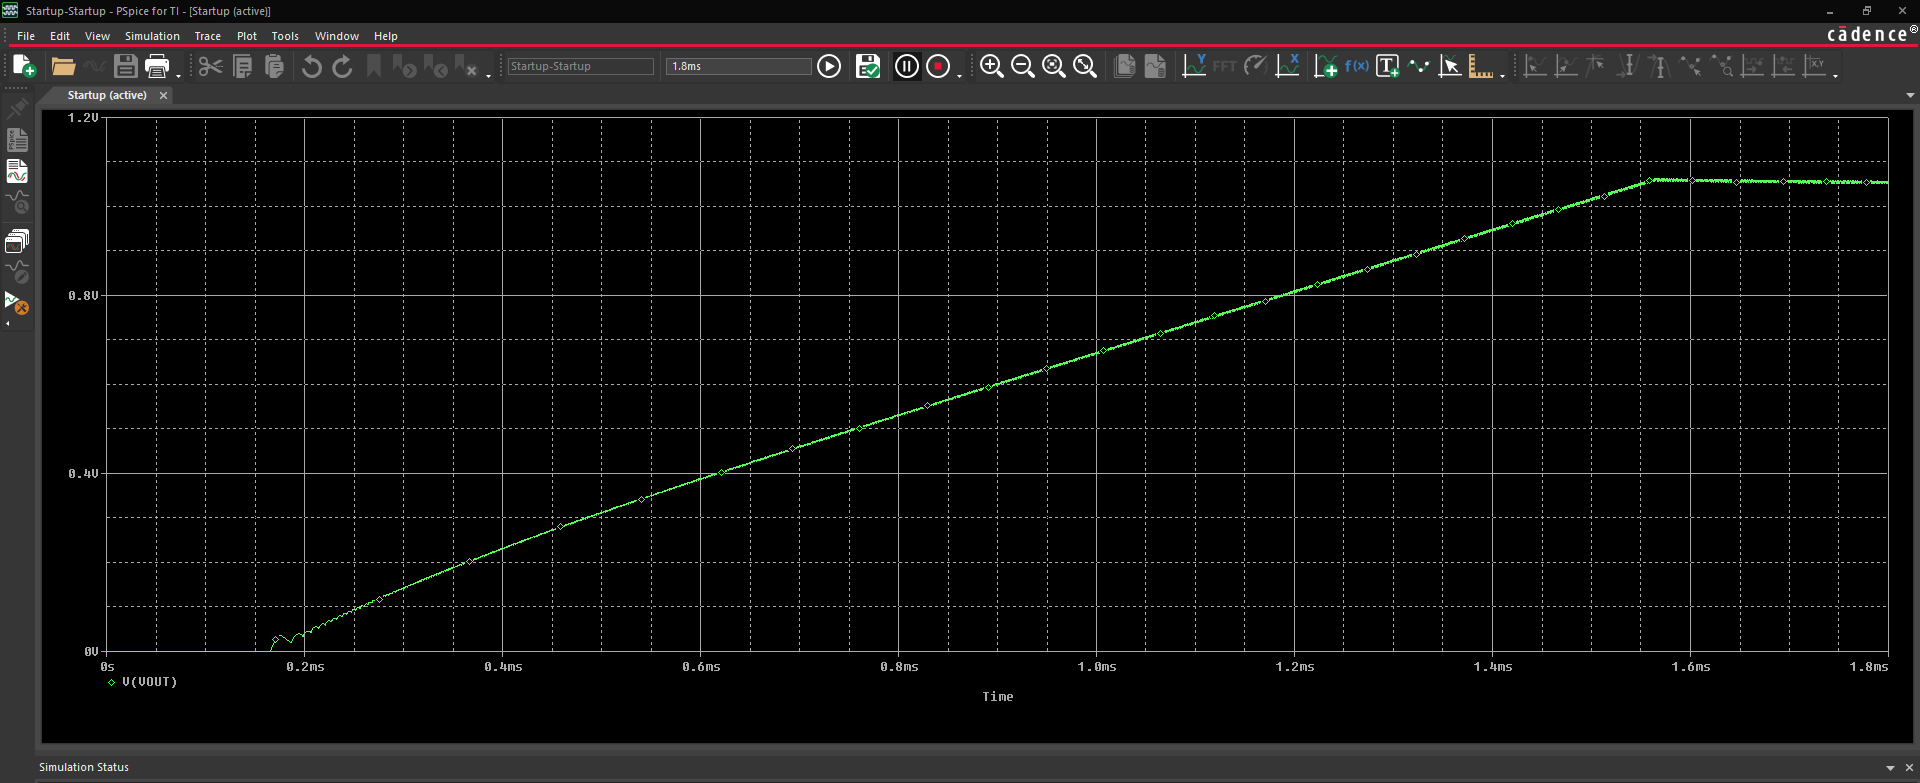 Startup-Startup - PSpice for TI - [Startup (active)]
File Edit View Simulation Trace Plot Tools Window Help
cādence®
Startup-Startup 1.8ms Y FFT X f(x) T X,Y
Startup (active)
PSpice
1.2V
0.8V
0.4V
0V
0s 0.2ms 0.4ms 0.6ms 0.8ms 1.0ms 1.2ms 1.4ms 1.6ms 1.8ms
V(VOUT)
Time
Simulation Status